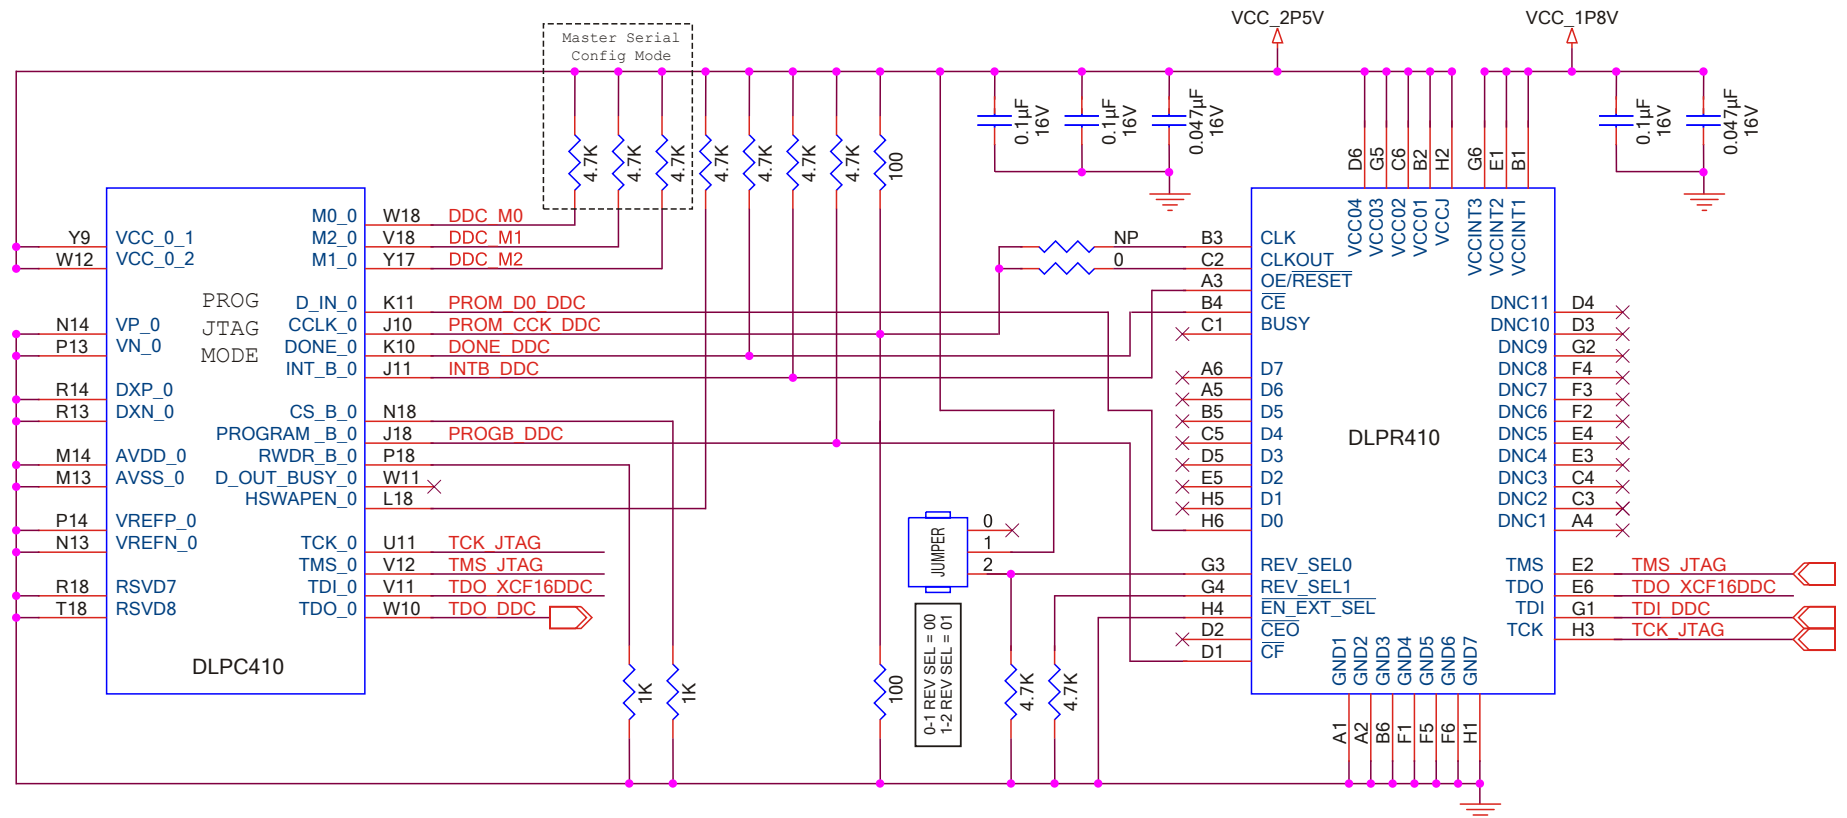 VCC_2P5V
VCC_1P8V
Master Serial
Config Mode
4.7K
4.7K
4.7K
4.7K
4.7K
4.7K
4.7K
100
0.1µF
16V
0.1µF
16V
0.047µF
16V
0.1µF
16V
0.047µF
16V
D6
G5
C6
B2
H2
G6
E1
B1
VCC04
VCC03
VCC02
VCC01
VCCJ
VCCINT3
VCCINT2
VCCINT1
Y9 VCC_0_1
W12 VCC_0_2
N14 VP_0
P13 VN_0
R14 DXP_0
R13 DXN_0
M14 AVDD_0
M13 AVSS_0
P14 VREFP_0
N13 VREFN_0
R18 RSVD7
T18 RSVD8
PROG
JTAG
MODE
M0_0 W18 DDC_M0
M2_0 V18 DDC_M1
M1_0 Y17 DDC_M2
D_IN_0 K11 PROM_D0_DDC
CCLK_0 J10 PROM_CCK_DDC
DONE_0 K10 DONE_DDC
INT_B_0 J11 INTB_DDC
CS_B_0 N18
PROGRAM _B_0 J18 PROGB_DDC
RWDR_B_0 P18
D_OUT_BUSY_0 W11
HSWAPEN_0 L18
TCK_0 U11 TCK_JTAG
TMS_0 V12 TMS_JTAG
TDI_0 V11 TDO_XCF16DDC
TDO_0 W10 TDO_DDC
DLPC410
1K
1K
100
JUMPER
0
1
2
0-1 REV SEL = 00
1-2 REV SEL = 01
4.7K
4.7K
NP B3 CLK
0 C2 CLKOUT
A3 OE/RESET
B4 CE
C1 BUSY
A6 D7
A5 D6
B5 D5
C5 D4
D5 D3
E5 D2
H5 D1
H6 D0
G3 REV_SEL0
G4 REV_SEL1
H4 EN_EXT_SEL
D2 CEO
D1 CF
DLPR410
DNC11 D4
DNC10 D3
DNC9 G2
DNC8 F4
DNC7 F3
DNC6 F2
DNC5 E4
DNC4 E3
DNC3 C4
DNC2 C3
DNC1 A4
TMS E2 TMS_JTAG
TDO E6 TDO_XCF16DDC
TDI G1 TDI_DDC
TCK H3 TCK_JTAG
GND1
GND2
GND3
GND4
GND5
GND6
GND7
A1
A2
B6
F1
F5
F6
H1